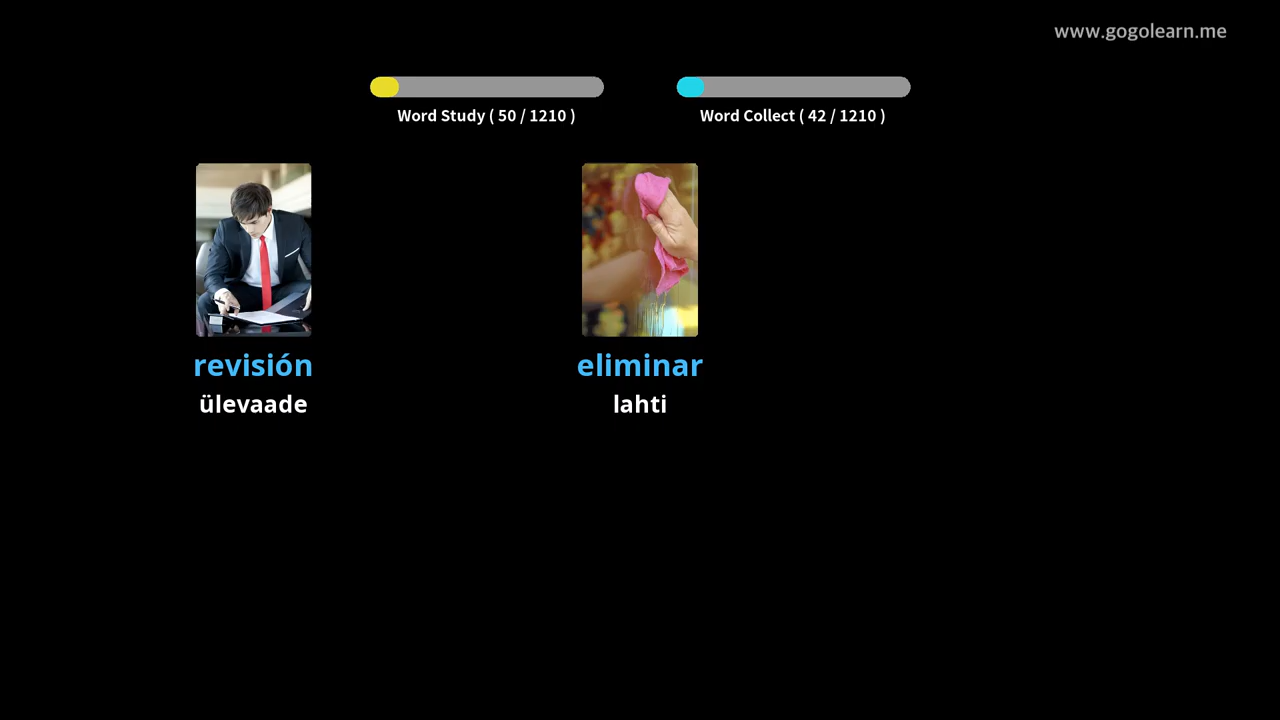 www.gogolearn.me
Word Study ( 50 / 1210 )
Word Collect ( 42 / 1210 )
revisión
ülevaade
eliminar
lahti